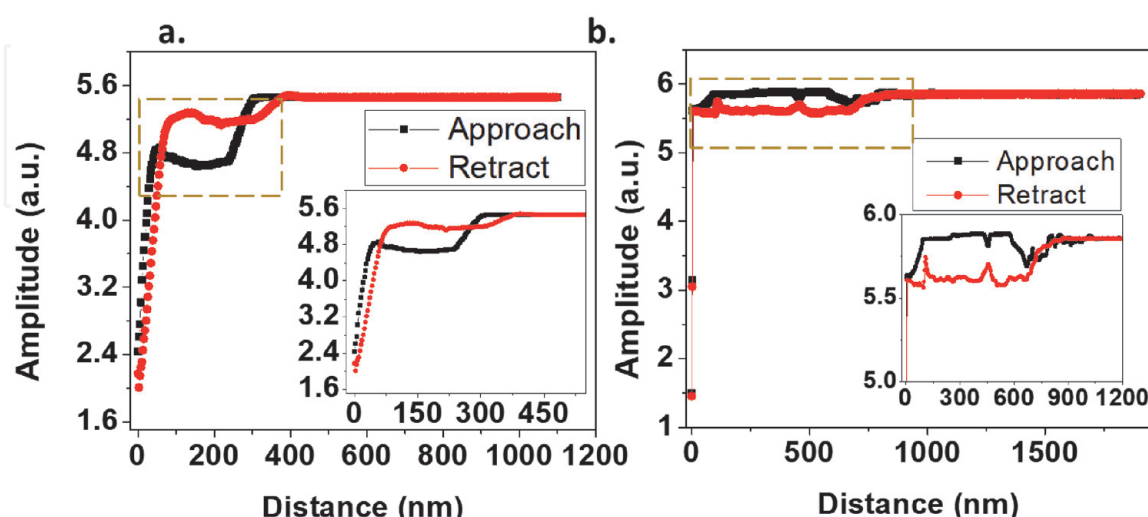 a.
Amplitude (a.u.)
5.6
4.8
4.0
3.2
2.4
1.6
Approach
Retract
5.6
4.8
4.0
3.2
2.4
1.6
0 150 300 450
0 200 400 600 800 1000 1200
Distance (nm)
b.
Amplitude (a.u.)
6
5
4
3
2
1
Approach
Retract
6.0
5.5
5.0
0 300 600 900 1200
0 500 1000 1500
Distance (nm)